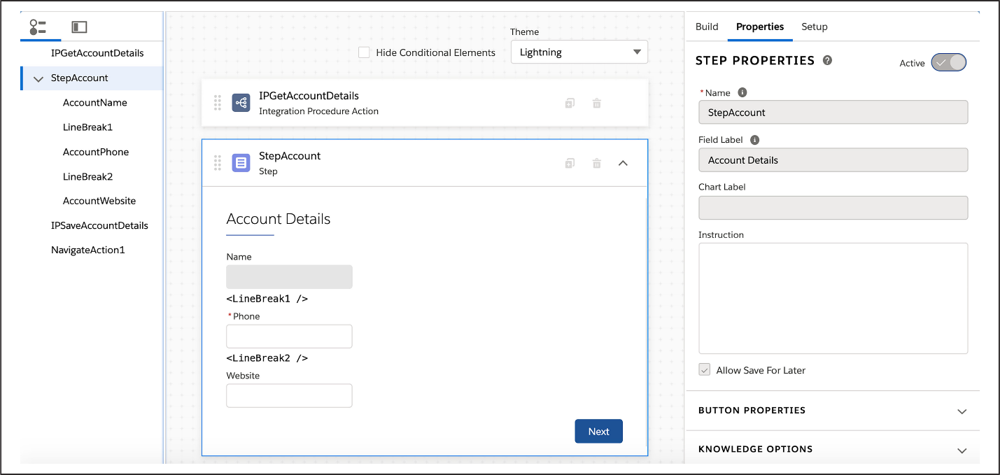 IPGetAccountDetails
StepAccount
AccountName
LineBreak1
AccountPhone
LineBreak2
AccountWebsite
IPSaveAccountDetails
NavigateAction1
Theme
Hide Conditional Elements
Lightning
IPGetAccountDetails
Integration Procedure Action
StepAccount
Step
Account Details
Name
<LineBreak1 />
* Phone
<LineBreak2 />
Website
Next
Build Properties Setup
STEP PROPERTIES ?
Active
* Name i
StepAccount
Field Label i
Account Details
Chart Label
Instruction
Allow Save For Later
BUTTON PROPERTIES
KNOWLEDGE OPTIONS